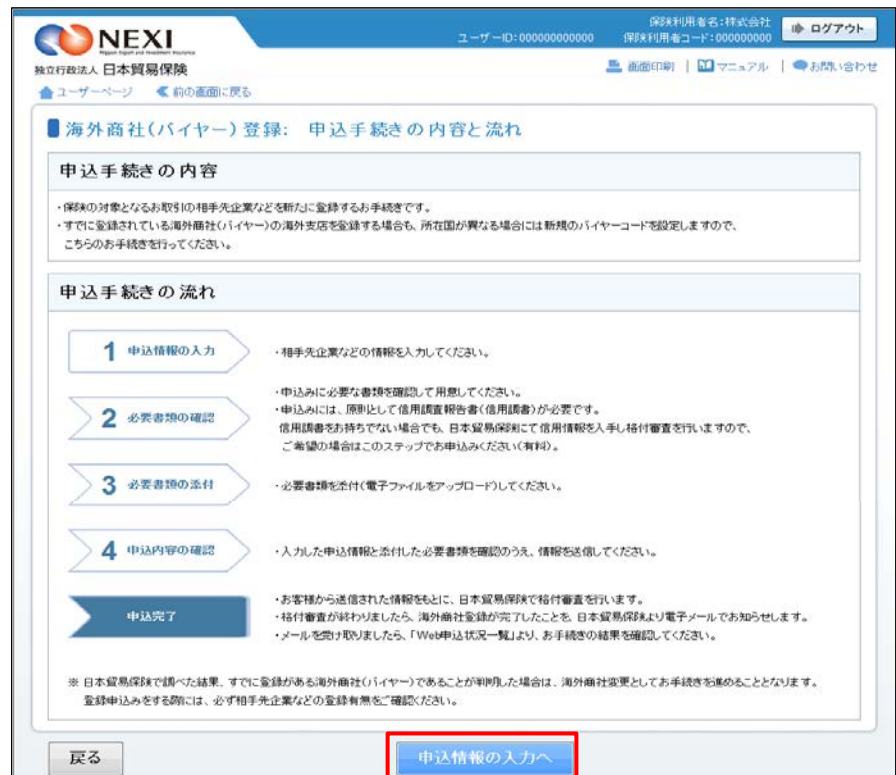 NEXI
Nippon Export and Investment Insurance
独立行政法人 日本貿易保険
ユーザーID:000000000000
保険利用者名:株式会社
保険利用者コード:000000000
ログアウト
画面印刷 | マニュアル | お問い合わせ
ユーザーページ 前の画面に戻る
海外商社(バイヤー)登録: 申込手続きの内容と流れ
申込手続きの内容
・保険の対象となるお取引の相手先企業などを新たに登録するお手続きです。
・すでに登録されている海外商社(バイヤー)の海外支店を登録する場合も、所在国が異なる場合には新規のバイヤーコードを設定しますので、
こちらのお手続きを行ってください。
申込手続きの流れ
1 申込情報の入力
・相手先企業などの情報を入力してください。
2 必要書類の確認
・申込みに必要な書類を確認して用意してください。
・申込みには、原則として信用調査報告書(信用調書)が必要です。
信用調書をお持ちでない場合でも、日本貿易保険にて信用情報を入手し格付審査を行いますので、
ご希望の場合はこのステップでお申込みください(有料)。
3 必要書類の添付
・必要書類を添付(電子ファイルをアップロード)してください。
4 申込内容の確認
・入力した申込情報と添付した必要書類を確認のうえ、情報を送信してください。
申込完了
・お客様から送信された情報をもとに、日本貿易保険で格付審査を行います。
・格付審査が終わりましたら、海外商社登録が完了したことを、日本貿易保険より電子メールでお知らせします。
・メールを受け取りましたら、「Web申込状況一覧」より、お手続きの結果を確認してください。
※ 日本貿易保険で調べた結果、すでに登録がある海外商社(バイヤー)であることが判明した場合は、海外商社変更としてお手続きを進めることとなります。
登録申込みをする際には、必ず相手先企業などの登録有無をご確認ください。
戻る
申込情報の入力へ